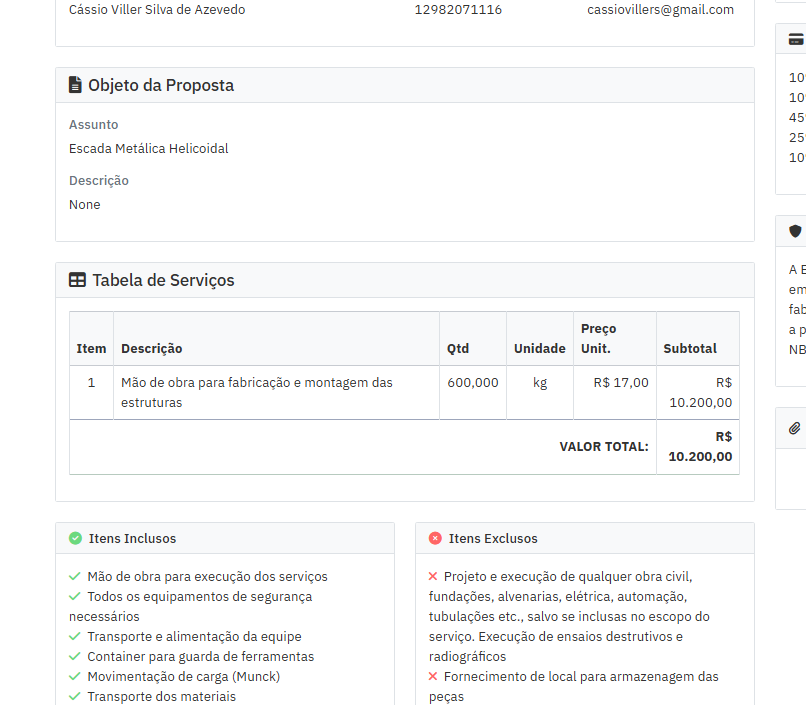 Cássio Viller Silva de Azevedo 12982071116 cassiovillers@gmail.com
Objeto da Proposta
Assunto
Escada Metálica Helicoidal
Descrição
None
Tabela de Serviços
Item Descrição Qtd Unidade Preço Unit. Subtotal
1 Mão de obra para fabricação e montagem das estruturas 600,000 kg R$ 17,00 R$ 10.200,00
VALOR TOTAL: R$ 10.200,00
Itens Inclusos
Mão de obra para execução dos serviços
Todos os equipamentos de segurança
necessários
Transporte e alimentação da equipe
Container para guarda de ferramentas
Movimentação de carga (Munck)
Transporte dos materiais
Itens Exclusos
Projeto e execução de qualquer obra civil,
fundações, alvenarias, elétrica, automação,
tubulações etc., salvo se inclusas no escopo do
serviço. Execução de ensaios destrutivos e
radiográficos
Fornecimento de local para armazenagem das
peças
10
10
45
25
10
A
em
fab
a p
NB